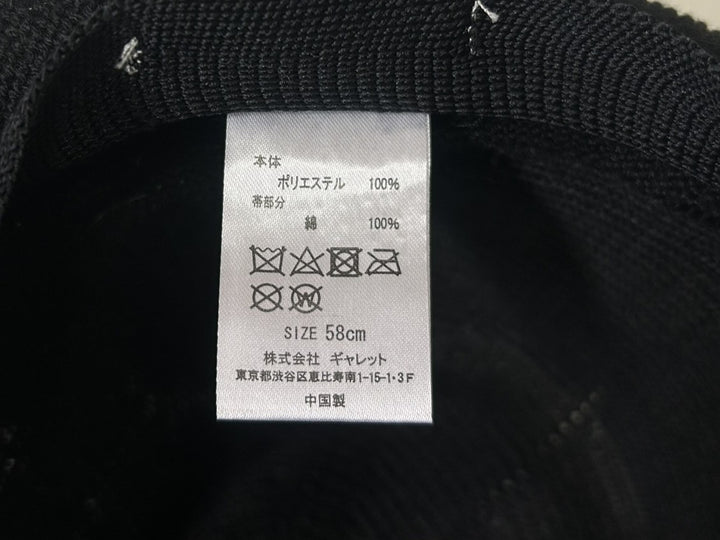 本体
ポリエステル 100%
帯部分
綿 100%
W
SIZE 58cm
株式会社 ギャレット
東京都渋谷区恵比寿南1-15-1・3F
中国製